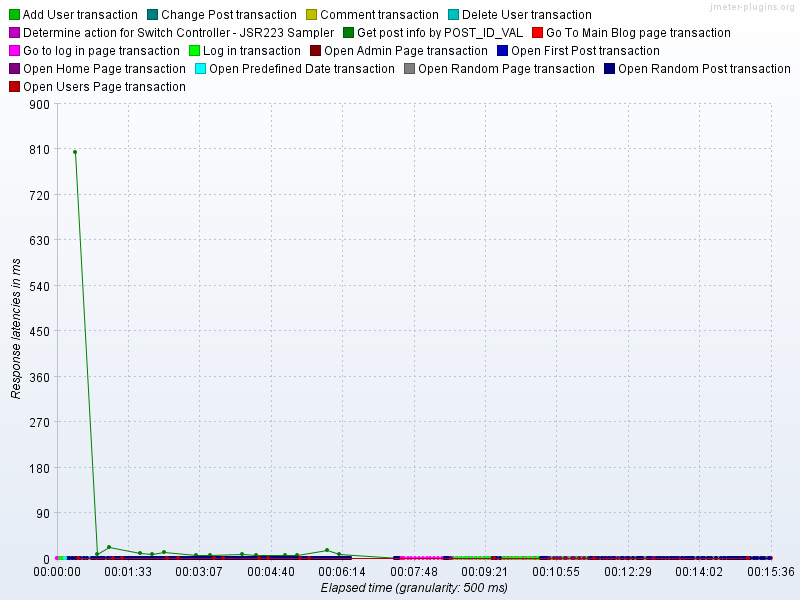 jmeter-plugins.org
Add User transaction Change Post transaction Comment transaction Delete User transaction
Determine action for Switch Controller - JSR223 Sampler Get post info by POST_ID_VAL Go To Main Blog page transaction
Go to log in page transaction Log in transaction Open Admin Page transaction Open First Post transaction
Open Home Page transaction Open Predefined Date transaction Open Random Page transaction Open Random Post transaction
Open Users Page transaction
900
810
720
630
540
450
360
270
180
90
0
Response latencies in ms
00:00:00 00:01:33 00:03:07 00:04:40 00:06:14 00:07:48 00:09:21 00:10:55 00:12:29 00:14:02 00:15:36
Elapsed time (granularity: 500 ms)